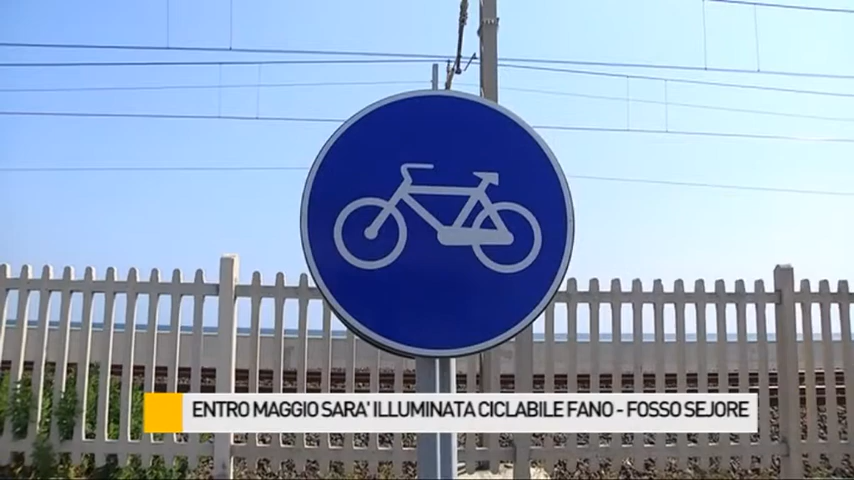 ENTRO MAGGIO SARA' ILLUMINATA CICLABILE FANO - FOSSO SEJORE